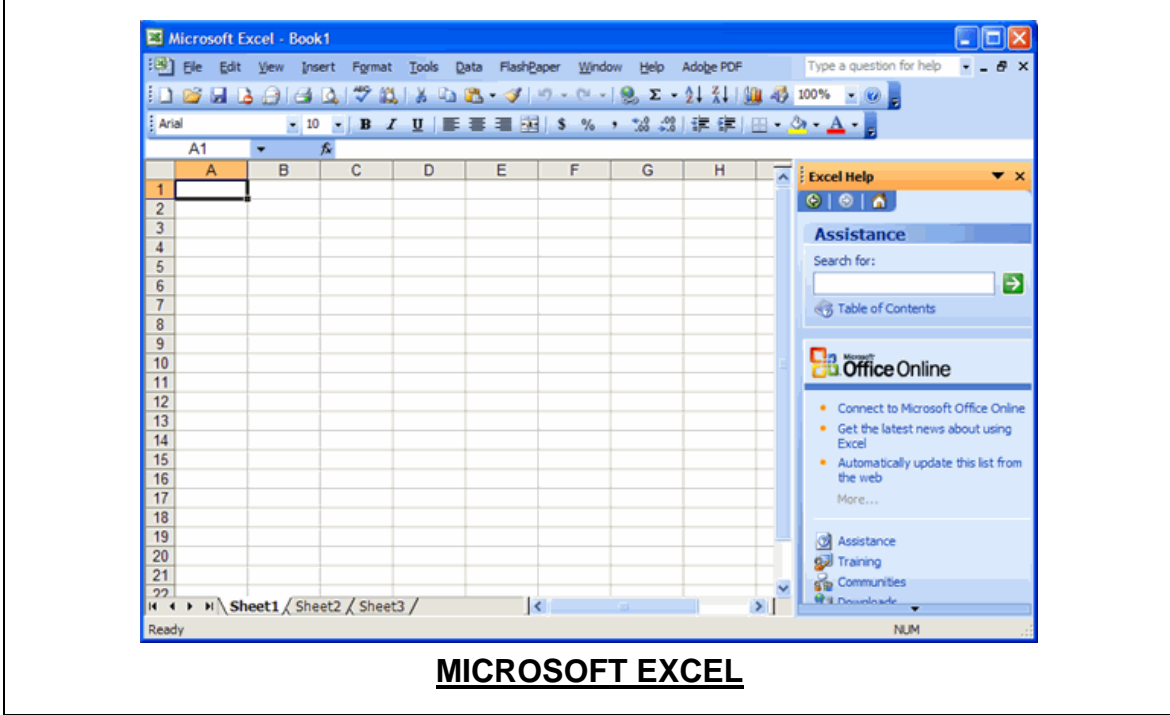 Microsoft Excel - Book1
File Edit View Insert Format Tools Data FlashPaper Window Help Adobe PDF Type a question for help
100%
Arial 10 B I U $ % ,
A1 fx
A B C D E F G H
Excel Help
1
2
3
4
5
6
7
8
9
10
11
12
13
14
15
16
17
18
19
20
21
22
Assistance
Search for:
Table of Contents
Microsoft
Office Online
Connect to Microsoft Office Online
Get the latest news about using
Excel
Automatically update this list from
the web
More...
Assistance
Training
Communities
Downloads
Sheet1 Sheet2 Sheet3
Ready NUM
MICROSOFT EXCEL